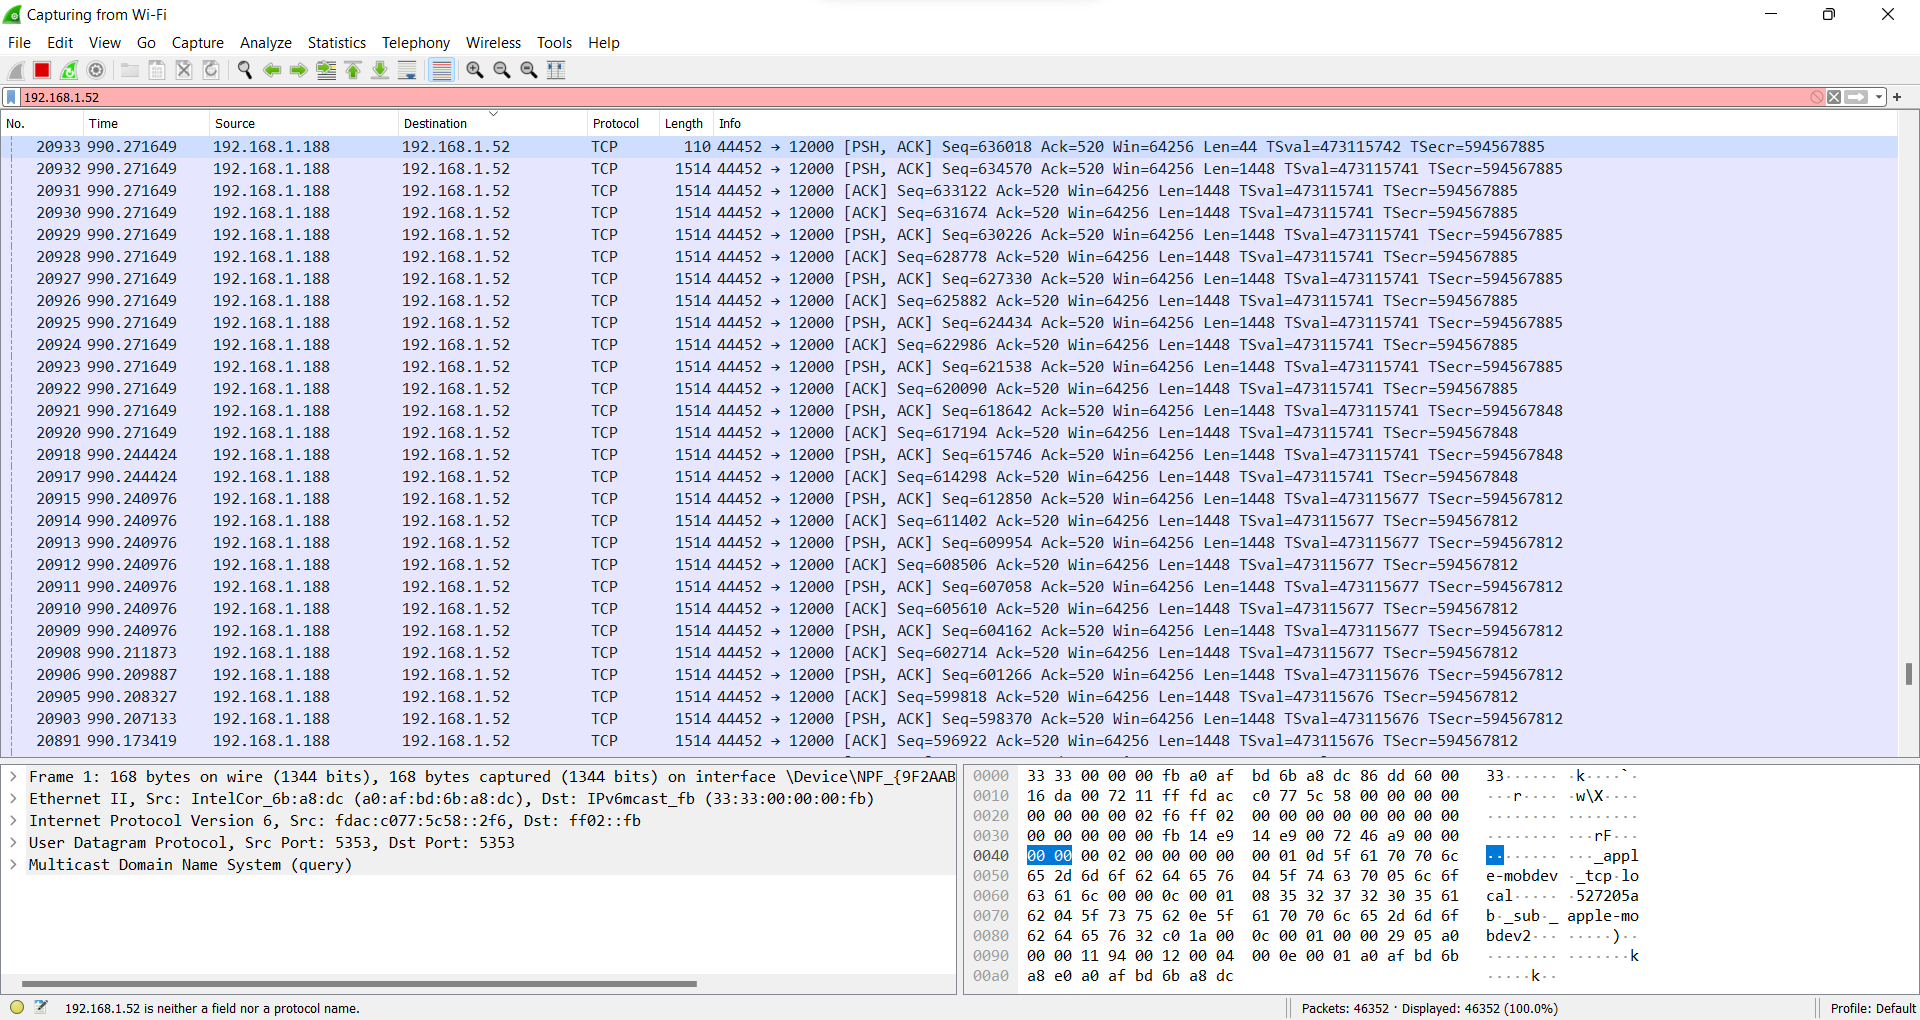 Capturing from Wi-Fi
File Edit View Go Capture Analyze Statistics Telephony Wireless Tools Help
192.168.1.52
No. Time Source Destination Protocol Length Info
20933 990.271649 192.168.1.188 192.168.1.52 TCP 110 44452 → 12000 [PSH, ACK] Seq=636018 Ack=520 Win=64256 Len=44 TSval=473115742 TSecr=594567885
20932 990.271649 192.168.1.188 192.168.1.52 TCP 1514 44452 → 12000 [PSH, ACK] Seq=634570 Ack=520 Win=64256 Len=1448 TSval=473115741 TSecr=594567885
20931 990.271649 192.168.1.188 192.168.1.52 TCP 1514 44452 → 12000 [ACK] Seq=633122 Ack=520 Win=64256 Len=1448 TSval=473115741 TSecr=594567885
20930 990.271649 192.168.1.188 192.168.1.52 TCP 1514 44452 → 12000 [ACK] Seq=631674 Ack=520 Win=64256 Len=1448 TSval=473115741 TSecr=594567885
20929 990.271649 192.168.1.188 192.168.1.52 TCP 1514 44452 → 12000 [PSH, ACK] Seq=630226 Ack=520 Win=64256 Len=1448 TSval=473115741 TSecr=594567885
20928 990.271649 192.168.1.188 192.168.1.52 TCP 1514 44452 → 12000 [ACK] Seq=628778 Ack=520 Win=64256 Len=1448 TSval=473115741 TSecr=594567885
20927 990.271649 192.168.1.188 192.168.1.52 TCP 1514 44452 → 12000 [PSH, ACK] Seq=627330 Ack=520 Win=64256 Len=1448 TSval=473115741 TSecr=594567885
20926 990.271649 192.168.1.188 192.168.1.52 TCP 1514 44452 → 12000 [ACK] Seq=625882 Ack=520 Win=64256 Len=1448 TSval=473115741 TSecr=594567885
20925 990.271649 192.168.1.188 192.168.1.52 TCP 1514 44452 → 12000 [PSH, ACK] Seq=624434 Ack=520 Win=64256 Len=1448 TSval=473115741 TSecr=594567885
20924 990.271649 192.168.1.188 192.168.1.52 TCP 1514 44452 → 12000 [ACK] Seq=622986 Ack=520 Win=64256 Len=1448 TSval=473115741 TSecr=594567885
20923 990.271649 192.168.1.188 192.168.1.52 TCP 1514 44452 → 12000 [PSH, ACK] Seq=621538 Ack=520 Win=64256 Len=1448 TSval=473115741 TSecr=594567885
20922 990.271649 192.168.1.188 192.168.1.52 TCP 1514 44452 → 12000 [ACK] Seq=620090 Ack=520 Win=64256 Len=1448 TSval=473115741 TSecr=594567885
20921 990.271649 192.168.1.188 192.168.1.52 TCP 1514 44452 → 12000 [PSH, ACK] Seq=618642 Ack=520 Win=64256 Len=1448 TSval=473115741 TSecr=594567848
20920 990.271649 192.168.1.188 192.168.1.52 TCP 1514 44452 → 12000 [ACK] Seq=617194 Ack=520 Win=64256 Len=1448 TSval=473115741 TSecr=594567848
20918 990.244424 192.168.1.188 192.168.1.52 TCP 1514 44452 → 12000 [PSH, ACK] Seq=615746 Ack=520 Win=64256 Len=1448 TSval=473115741 TSecr=594567848
20917 990.244424 192.168.1.188 192.168.1.52 TCP 1514 44452 → 12000 [ACK] Seq=614298 Ack=520 Win=64256 Len=1448 TSval=473115741 TSecr=594567848
20915 990.240976 192.168.1.188 192.168.1.52 TCP 1514 44452 → 12000 [PSH, ACK] Seq=612850 Ack=520 Win=64256 Len=1448 TSval=473115677 TSecr=594567812
20914 990.240976 192.168.1.188 192.168.1.52 TCP 1514 44452 → 12000 [ACK] Seq=611402 Ack=520 Win=64256 Len=1448 TSval=473115677 TSecr=594567812
20913 990.240976 192.168.1.188 192.168.1.52 TCP 1514 44452 → 12000 [PSH, ACK] Seq=609954 Ack=520 Win=64256 Len=1448 TSval=473115677 TSecr=594567812
20912 990.240976 192.168.1.188 192.168.1.52 TCP 1514 44452 → 12000 [ACK] Seq=608506 Ack=520 Win=64256 Len=1448 TSval=473115677 TSecr=594567812
20911 990.240976 192.168.1.188 192.168.1.52 TCP 1514 44452 → 12000 [PSH, ACK] Seq=607058 Ack=520 Win=64256 Len=1448 TSval=473115677 TSecr=594567812
20910 990.240976 192.168.1.188 192.168.1.52 TCP 1514 44452 → 12000 [ACK] Seq=605610 Ack=520 Win=64256 Len=1448 TSval=473115677 TSecr=594567812
20909 990.240976 192.168.1.188 192.168.1.52 TCP 1514 44452 → 12000 [PSH, ACK] Seq=604162 Ack=520 Win=64256 Len=1448 TSval=473115677 TSecr=594567812
20908 990.211873 192.168.1.188 192.168.1.52 TCP 1514 44452 → 12000 [ACK] Seq=602714 Ack=520 Win=64256 Len=1448 TSval=473115677 TSecr=594567812
20906 990.209887 192.168.1.188 192.168.1.52 TCP 1514 44452 → 12000 [PSH, ACK] Seq=601266 Ack=520 Win=64256 Len=1448 TSval=473115676 TSecr=594567812
20905 990.208327 192.168.1.188 192.168.1.52 TCP 1514 44452 → 12000 [ACK] Seq=599818 Ack=520 Win=64256 Len=1448 TSval=473115676 TSecr=594567812
20903 990.207133 192.168.1.188 192.168.1.52 TCP 1514 44452 → 12000 [PSH, ACK] Seq=598370 Ack=520 Win=64256 Len=1448 TSval=473115676 TSecr=594567812
20891 990.173419 192.168.1.188 192.168.1.52 TCP 1514 44452 → 12000 [ACK] Seq=596922 Ack=520 Win=64256 Len=1448 TSval=473115676 TSecr=594567812
Frame 1: 168 bytes on wire (1344 bits), 168 bytes captured (1344 bits) on interface \Device\NPF_{9F2AAB
Ethernet II, Src: IntelCor_6b:a8:dc (a0:af:bd:6b:a8:dc), Dst: IPv6mcast_fb (33:33:00:00:00:fb)
Internet Protocol Version 6, Src: fdac:c077:5c58::2f6, Dst: ff02::fb
User Datagram Protocol, Src Port: 5353, Dst Port: 5353
Multicast Domain Name System (query)
0000 33 33 00 00 00 fb a0 af bd 6b a8 dc 86 dd 60 00 33······ ·k····`·
0010 16 da 00 72 11 ff fd ac c0 77 5c 58 00 00 00 00 ···r···· ·w\X····
0020 00 00 00 00 02 f6 ff 02 00 00 00 00 00 00 00 00 ········ ········
0030 00 00 00 00 00 fb 14 e9 14 e9 00 72 46 a9 00 00 ········ ···rF···
0040 00 00 00 02 00 00 00 00 00 01 0d 5f 61 70 70 6c ········ ···_appl
0050 65 2d 6d 6f 62 64 65 76 04 5f 74 63 70 05 6c 6f e-mobdev ·_tcp·lo
0060 63 61 6c 00 00 0c 00 01 08 35 32 37 32 30 35 61 cal····· ·527205a
0070 62 04 5f 73 75 62 0e 5f 61 70 70 6c 65 2d 6d 6f b·_sub·_ apple-mo
0080 62 64 65 76 32 c0 1a 00 0c 00 01 00 00 29 05 a0 bdev2··· ·····)··
0090 00 00 11 94 00 12 00 04 00 0e 00 01 a0 af bd 6b ········ ·······k
00a0 a8 e0 a0 af bd 6b a8 dc ·····k··
192.168.1.52 is neither a field nor a protocol name.
Packets: 46352 · Displayed: 46352 (100.0%)
Profile: Default